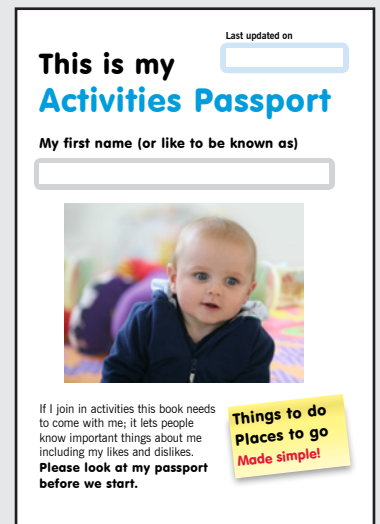 Last updated on
This is my
Activities Passport
My first name (or like to be known as)
If I join in activities this book needs
to come with me; it lets people
know important things about me
including my likes and dislikes.
Please look at my passport
before we start.
Things to do
Places to go
Made simple!